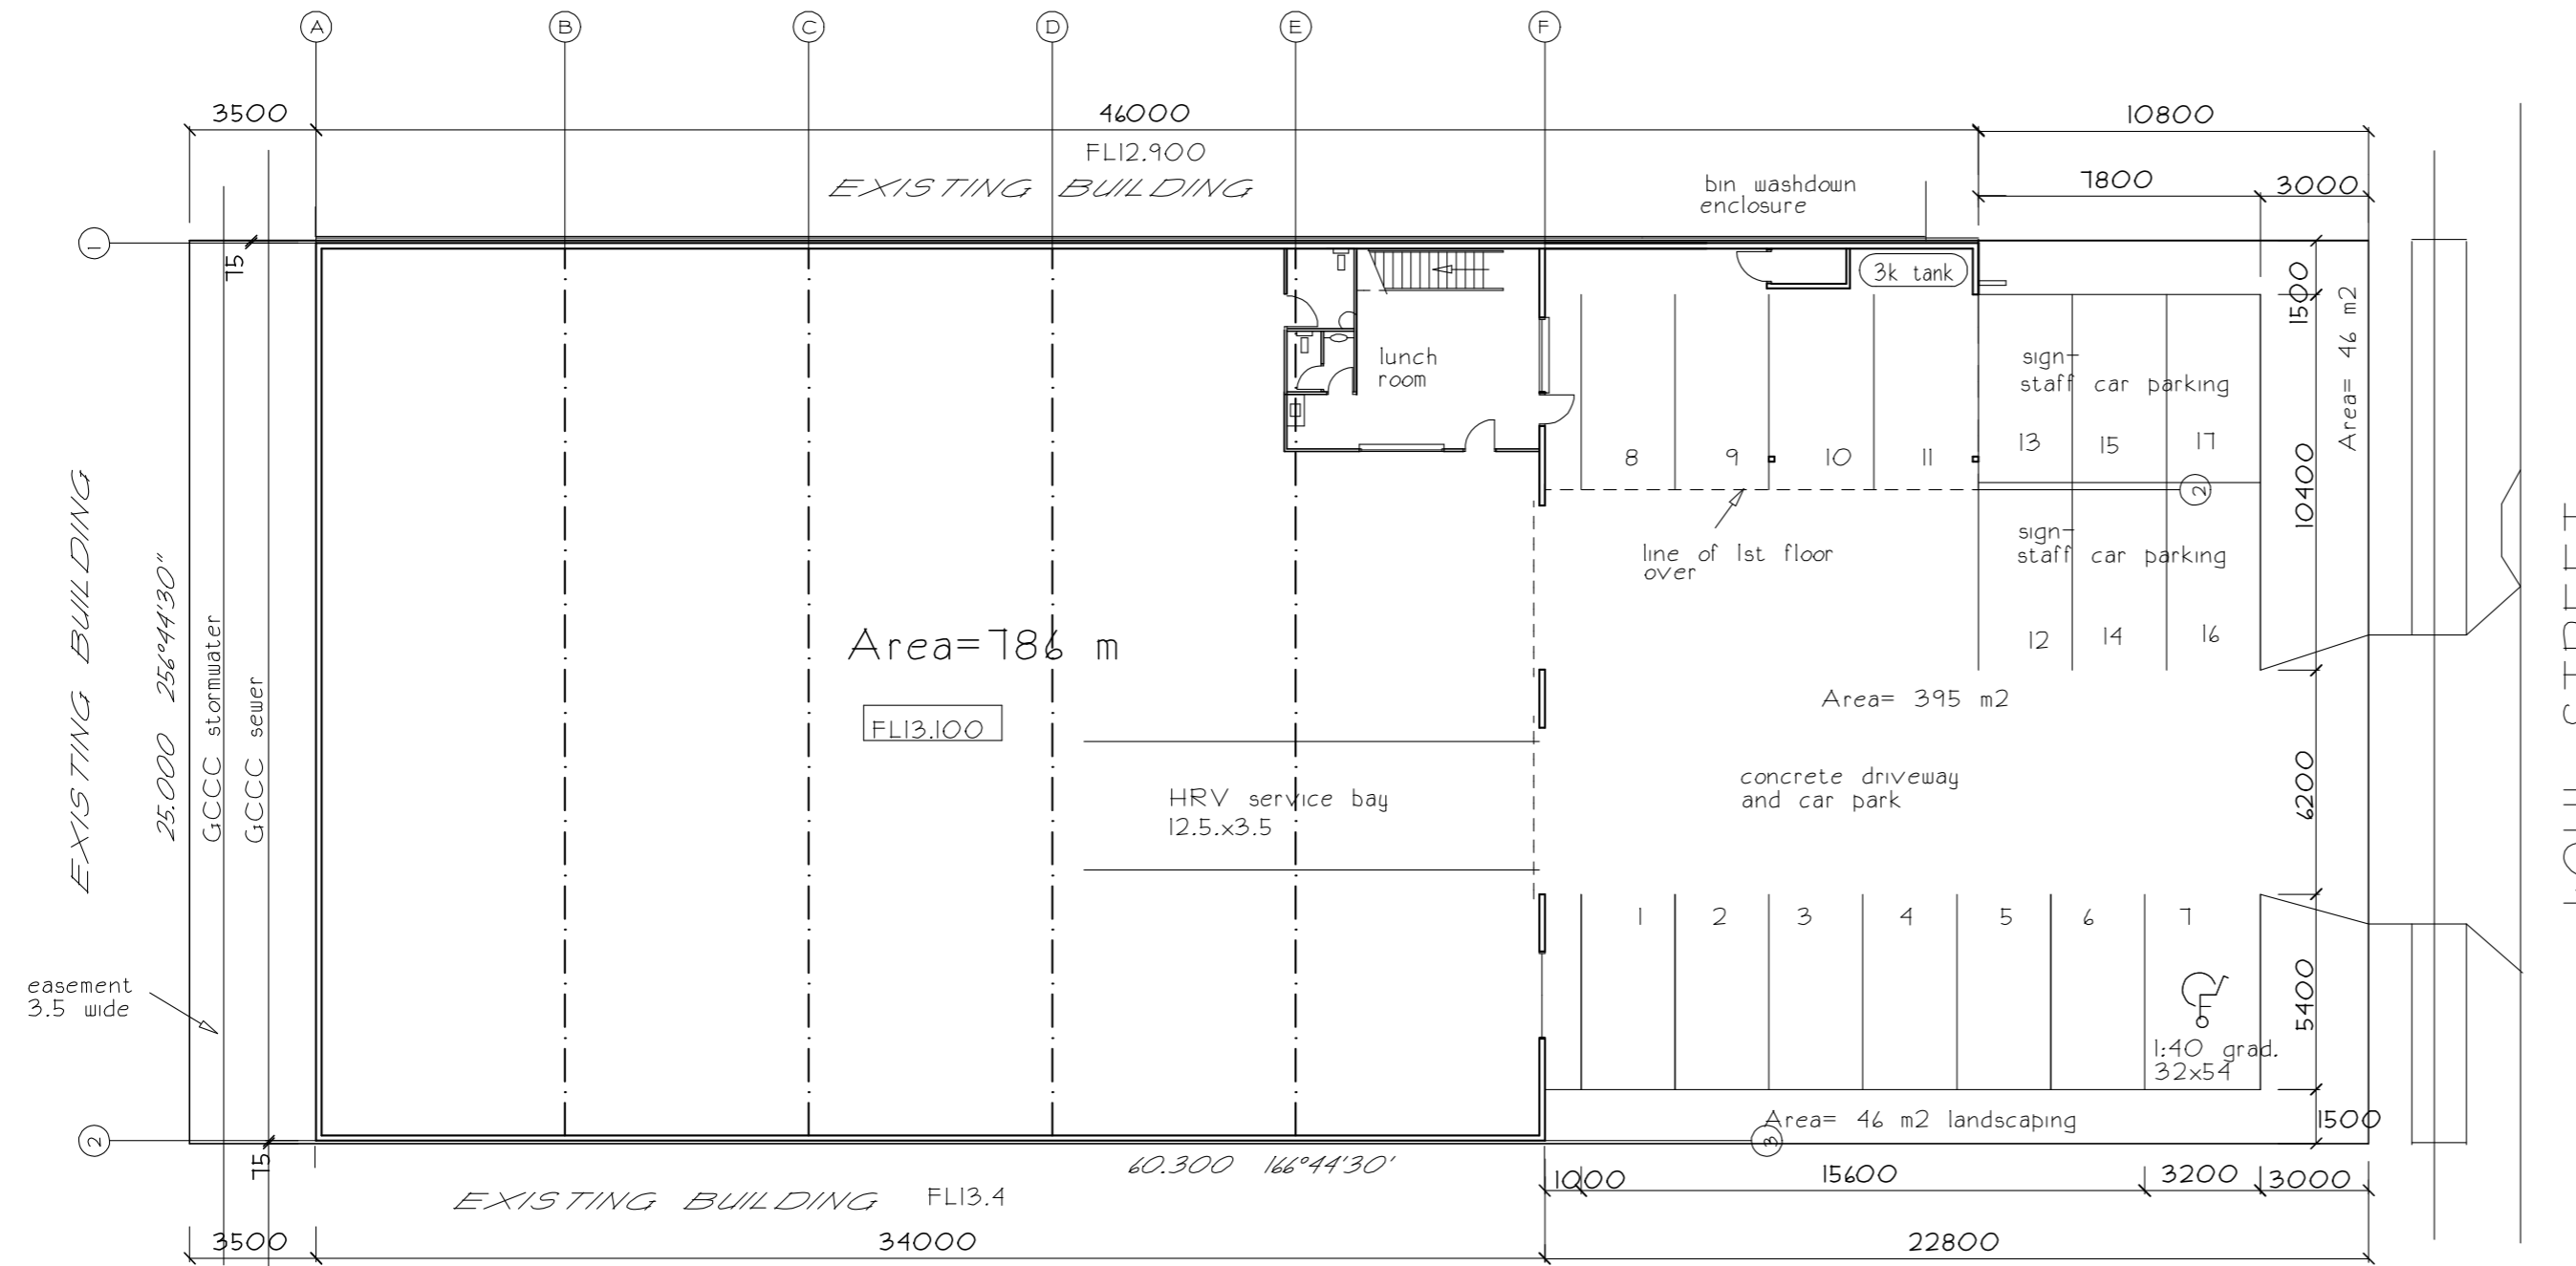 A B C D E F
3500 46000 10800
FL12.900
EXISTING BUILDING
bin washdown
enclosure
7800 3000
1
75
3k tank
1500
Area= 46 m2
lunch
room
sign-
staff car parking
8 9 10 11 13 15 17
2
10400
line of 1st floor
over
sign-
staff car parking
12 14 16
EXISTING BUILDING
25.000 256°44'30"
GCCC stormwater
GCCC sewer
Area=786 m
FL13.100
Area= 395 m2
HRV service bay
12.5.x3.5
concrete driveway
and car park
6200
STREET
1 2 3 4 5 6 7
easement
3.5 wide
5400
1:40 grad.
32x54
Area= 46 m2 landscaping
1500
2
3
75
60.300 166°44'30'
EXISTING BUILDING FL13.4
1000 15600 3200 3000
3500 34000 22800